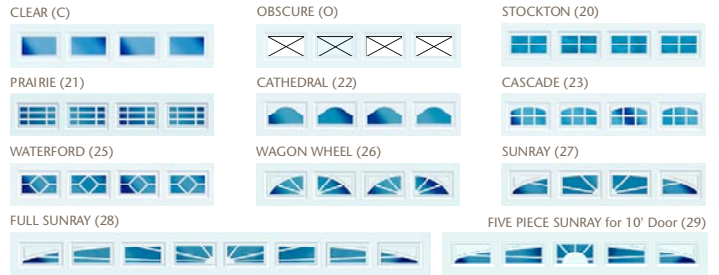 CLEAR (C)
OBSCURE (O)
STOCKTON (20)
PRAIRIE (21)
CATHEDRAL (22)
CASCADE (23)
WATERFORD (25)
WAGON WHEEL (26)
SUNRAY (27)
FULL SUNRAY (28)
FIVE PIECE SUNRAY for 10' Door (29)